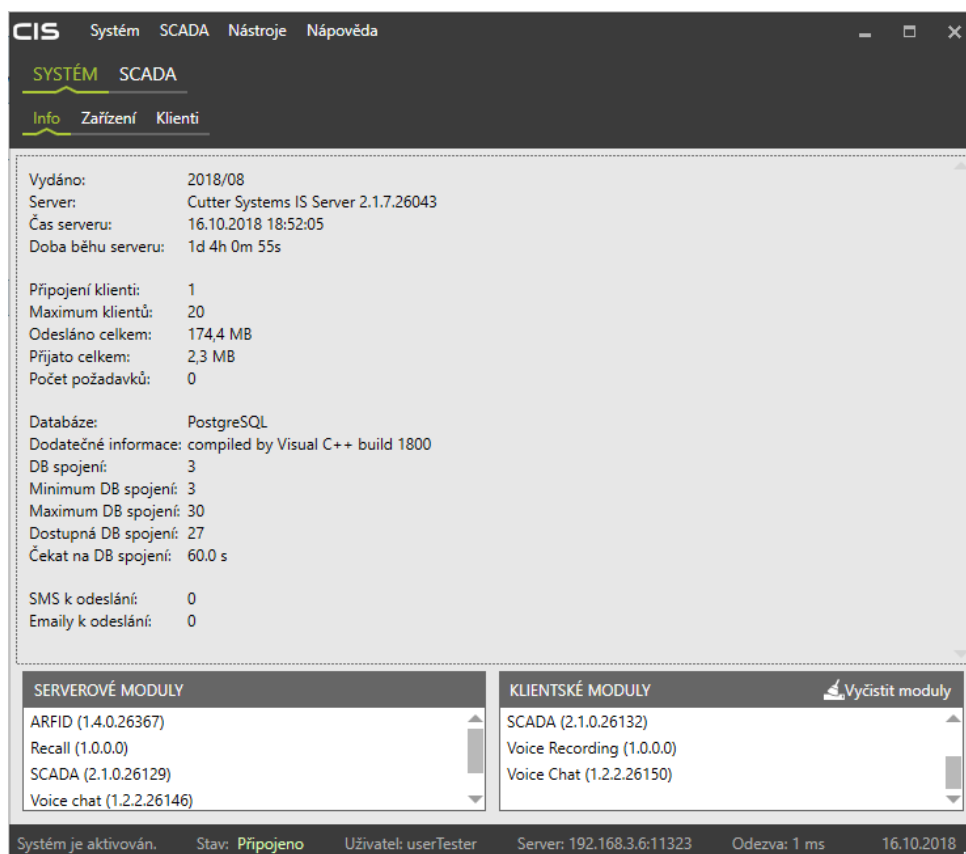 CIS Systém SCADA Nástroje Nápověda
SYSTÉM SCADA
Info Zařízení Klienti
Vydáno: 2018/08
Server: Cutter Systems IS Server 2.1.7.26043
Čas serveru: 16.10.2018 18:52:05
Doba běhu serveru: 1d 4h 0m 55s
Připojení klienti: 1
Maximum klientů: 20
Odesláno celkem: 174,4 MB
Přijato celkem: 2,3 MB
Počet požadavků: 0
Databáze: PostgreSQL
Dodatečné informace: compiled by Visual C++ build 1800
DB spojení: 3
Minimum DB spojení: 3
Maximum DB spojení: 30
Dostupná DB spojení: 27
Čekat na DB spojení: 60.0 s
SMS k odeslání: 0
Emaily k odeslání: 0
SERVEROVÉ MODULY
ARFID (1.4.0.26367)
Recall (1.0.0.0)
SCADA (2.1.0.26129)
Voice chat (1.2.2.26146)
KLIENTSKÉ MODULY Vyčistit moduly
SCADA (2.1.0.26132)
Voice Recording (1.0.0.0)
Voice Chat (1.2.2.26150)
Systém je aktivován. Stav: Připojeno Uživatel: userTester Server: 192.168.3.6:11323 Odezva: 1 ms 16.10.2018